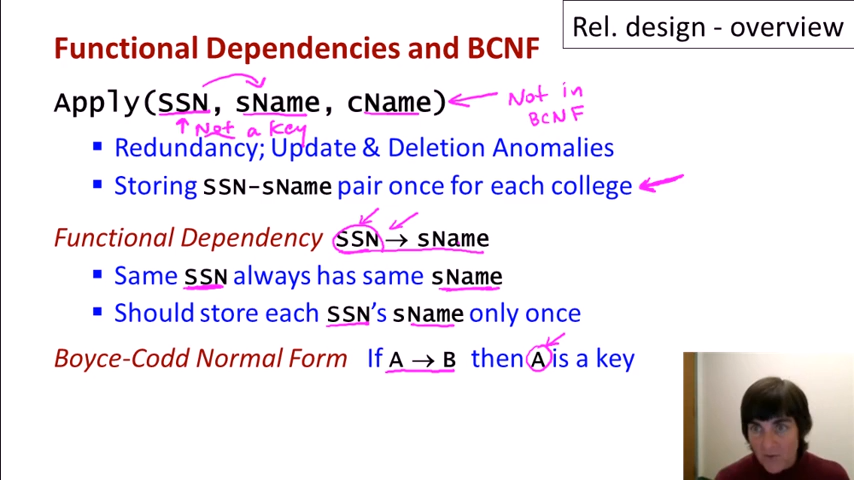 Rel. design - overview
Functional Dependencies and BCNF
Apply(SSN, sName, cName)
Not in
BCNF
Not a key
▪ Redundancy; Update & Deletion Anomalies
▪ Storing SSN-sName pair once for each college
Functional Dependency SSN → sName
▪ Same SSN always has same sName
▪ Should store each SSN's sName only once
Boyce-Codd Normal Form If A → B then A is a key